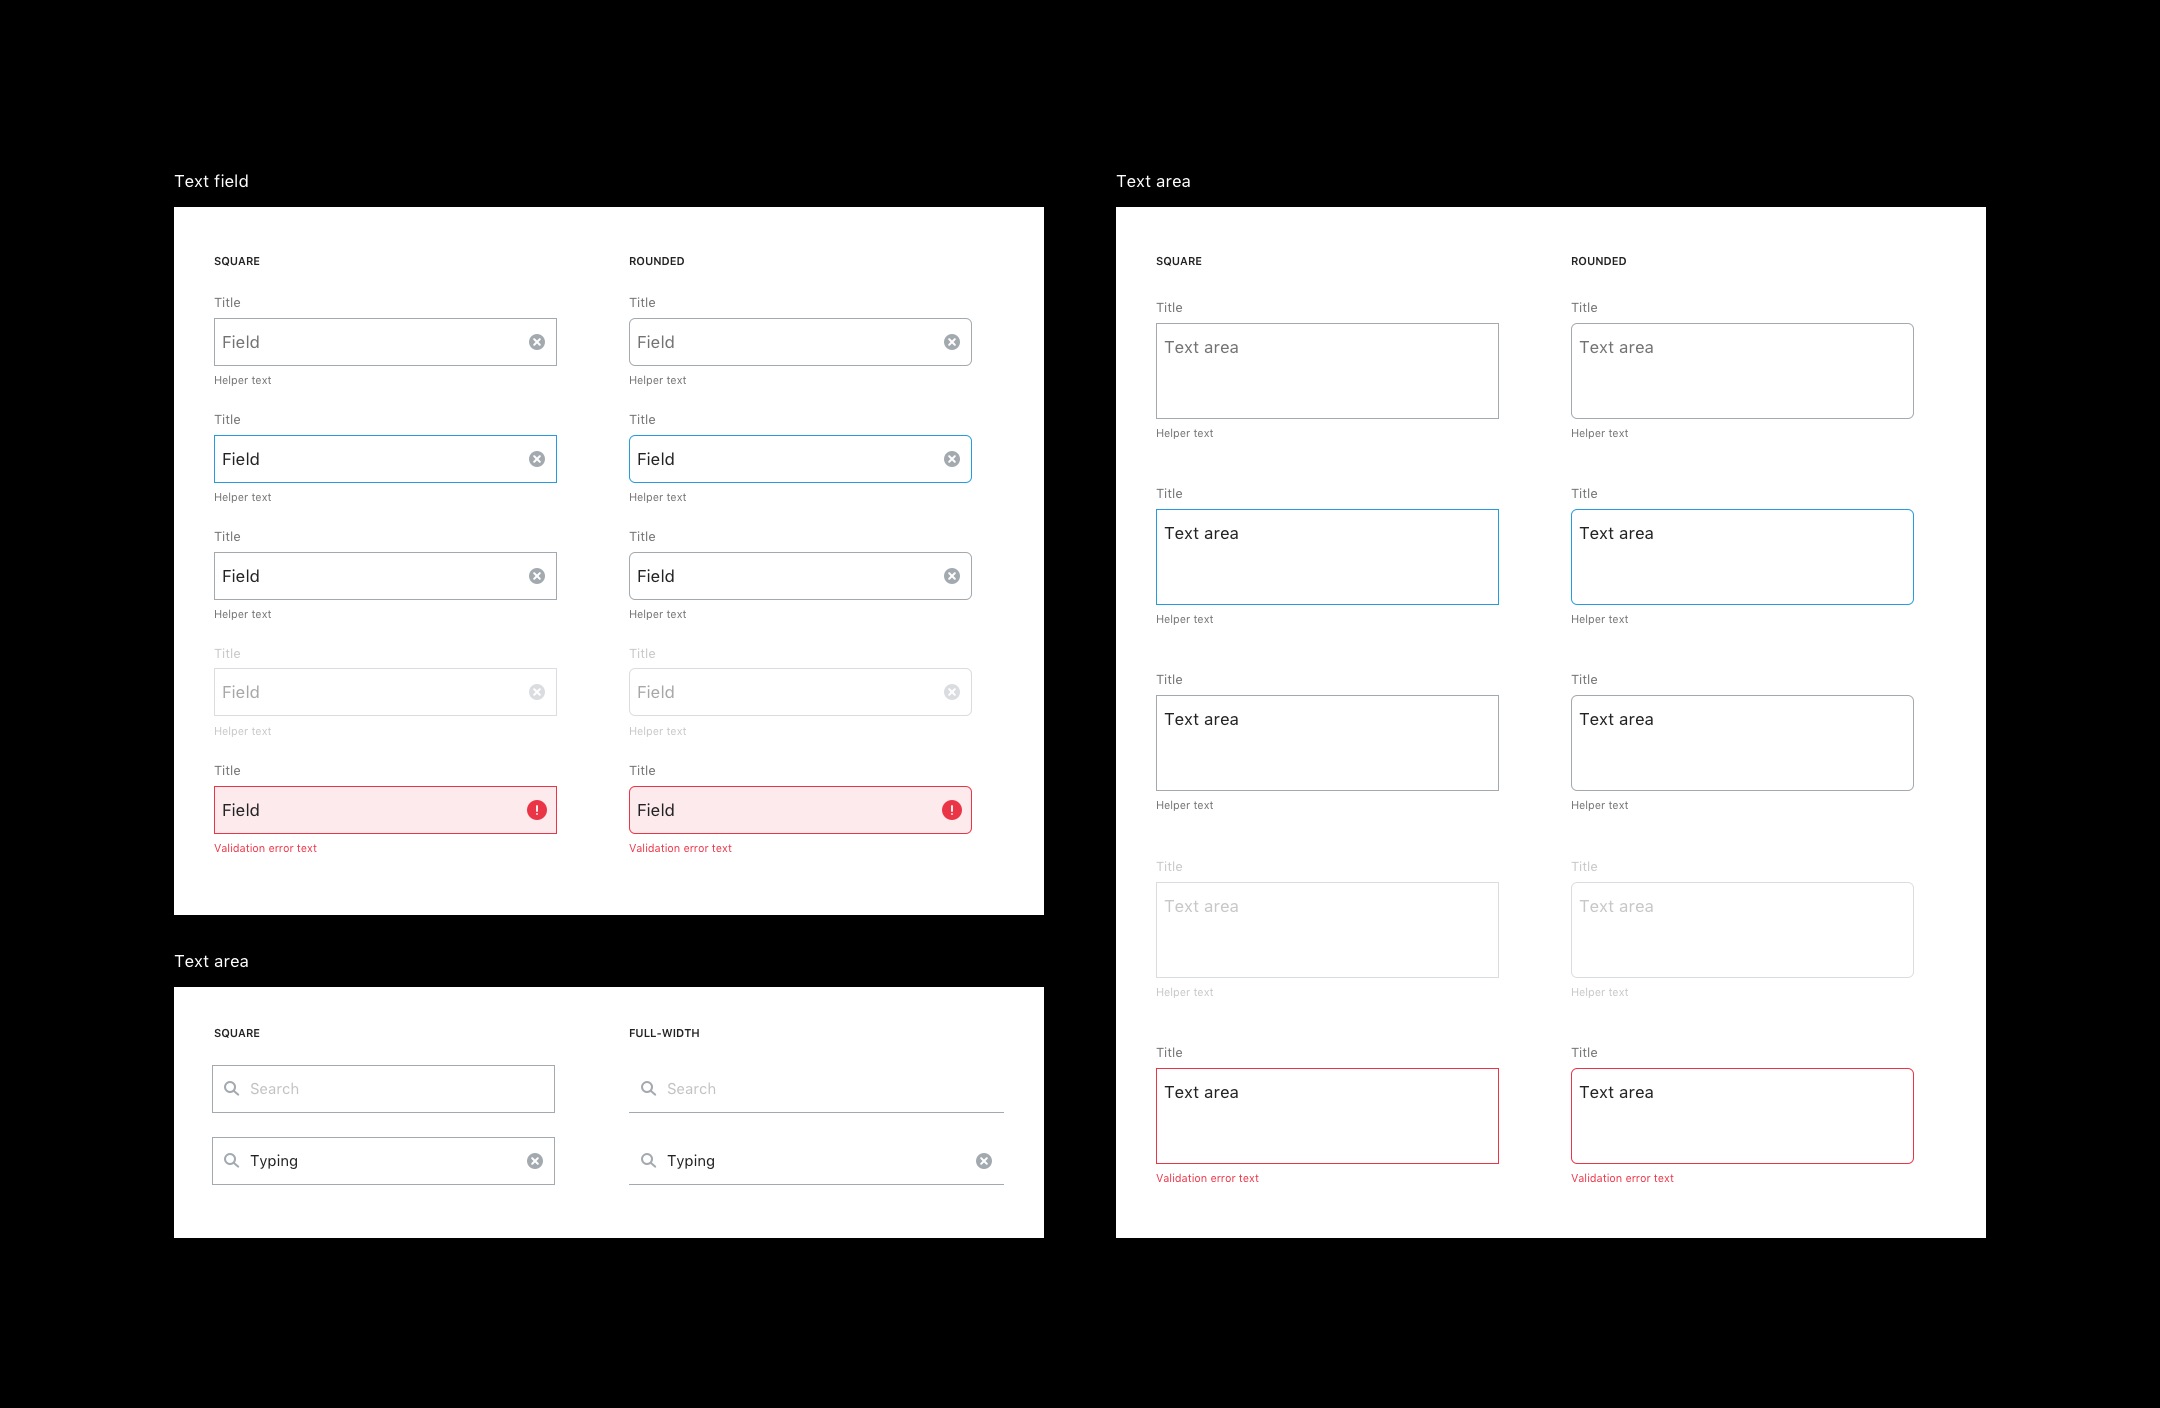 Text field
SQUARE
Title
Field
Helper text
Title
Field
Helper text
Title
Field
Helper text
Title
Field
Helper text
Title
Field
Validation error text
ROUNDED
Title
Field
Helper text
Title
Field
Helper text
Title
Field
Helper text
Title
Field
Helper text
Title
Field
Validation error text
Text area
SQUARE
Search
Typing
FULL-WIDTH
Search
Typing
Text area
SQUARE
Title
Text area
Helper text
Title
Text area
Helper text
Title
Text area
Helper text
Title
Text area
Helper text
Title
Text area
Validation error text
ROUNDED
Title
Text area
Helper text
Title
Text area
Helper text
Title
Text area
Helper text
Title
Text area
Helper text
Title
Text area
Validation error text